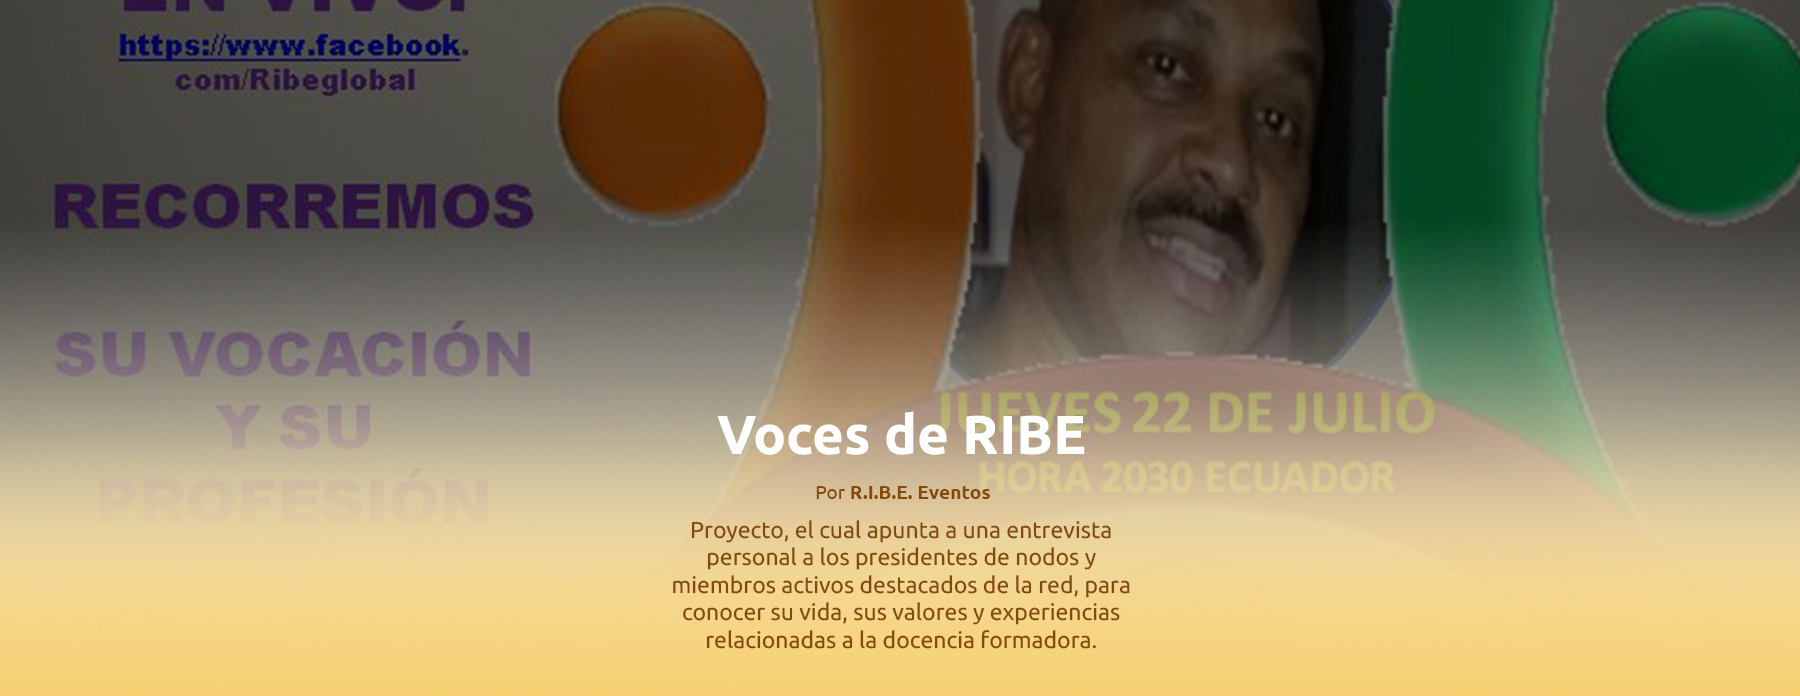 EN VIVO:
https://www.facebook.
com/Ribeglobal
RECORREMOS
SU VOCACIÓN
Y SU
PROFESIÓN
JUEVES 22 DE JULIO
HORA 2030 ECUADOR
Voces de RIBE
Por R.I.B.E. Eventos
Proyecto, el cual apunta a una entrevista
personal a los presidentes de nodos y
miembros activos destacados de la red, para
conocer su vida, sus valores y experiencias
relacionadas a la docencia formadora.